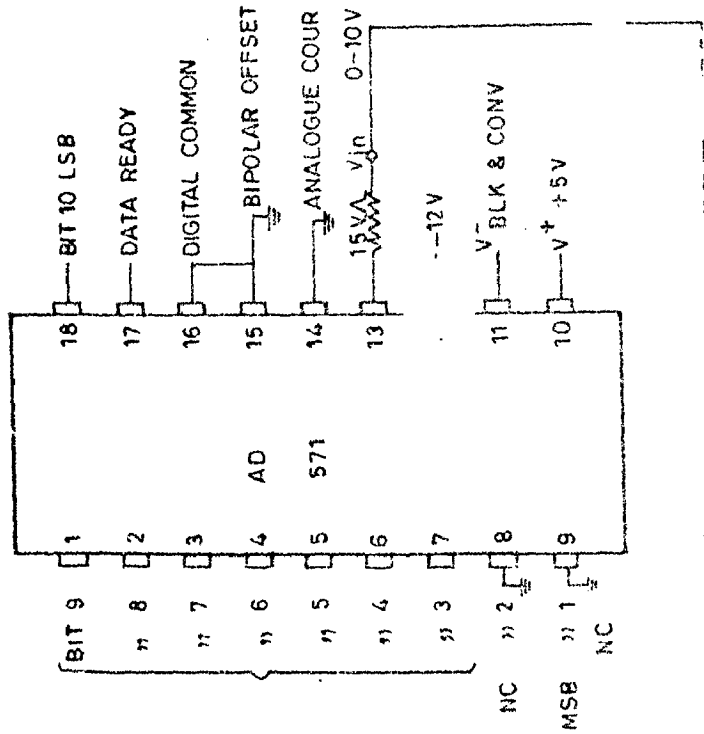 BIT 9
" 8
" 7
" 6
" 5
" 4
" 3
NC " 2
MSB " 1
NC
1
2
3
4
5
6
7
8
9
AD
571
18
17
16
15
14
13
11
10
BIT 10 LSB
DATA READY
DIGITAL COMMON
BIPOLAR OFFSET
ANALOGUE COUR
15V Vin 0-10V
-12V
V- BLK & CONV
V+ +5V